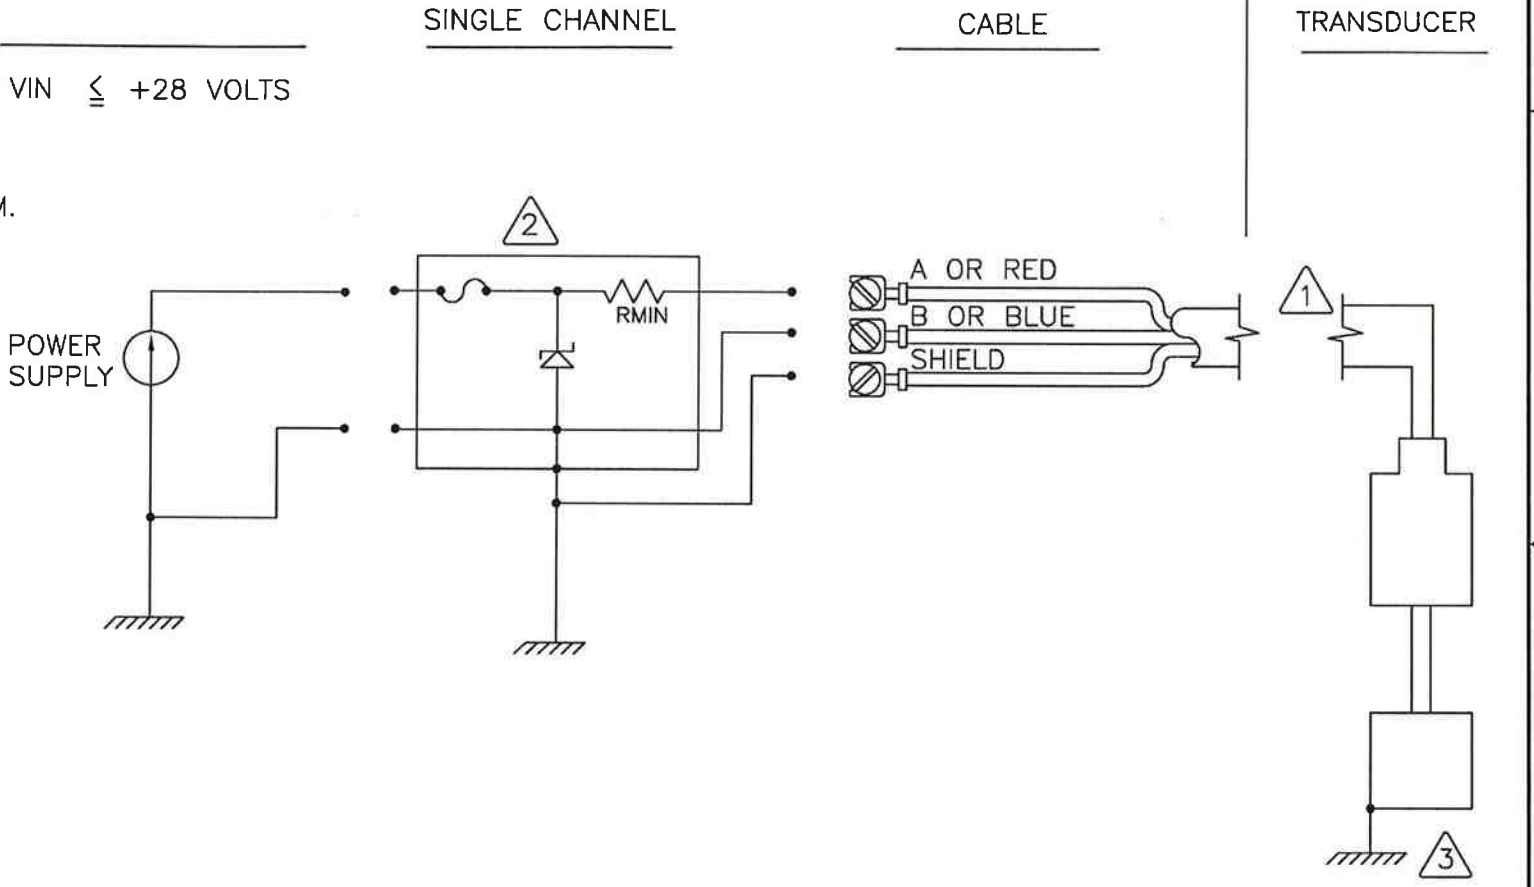 SINGLE CHANNEL
CABLE
TRANSDUCER
VIN ≦ +28 VOLTS
M.
2
A OR RED
1
RMIN
B OR BLUE
POWER
SUPPLY
SHIELD
3